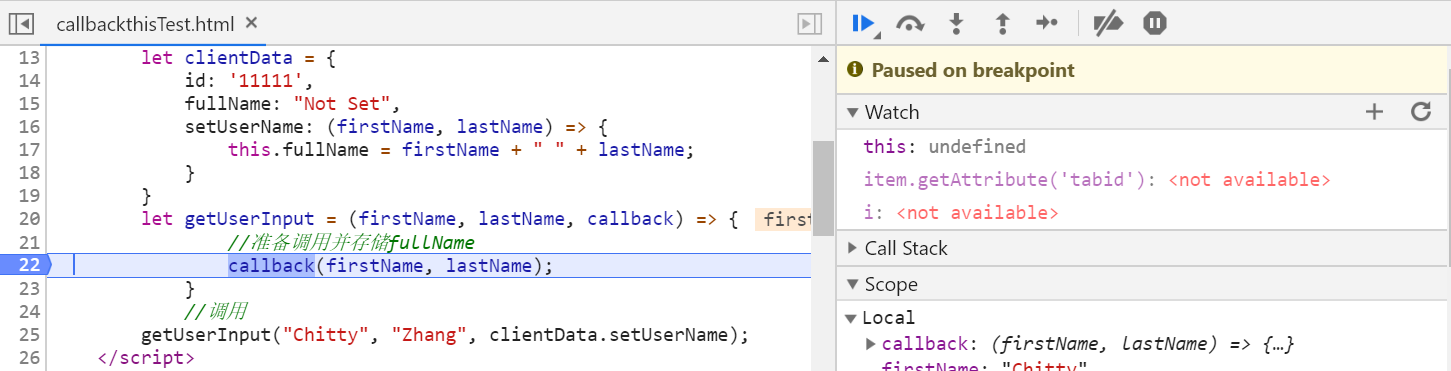 callbackthisTest.html ×
13 let clientData = {
14 id: '11111',
15 fullName: "Not Set",
16 setUserName: (firstName, lastName) => {
17 this.fullName = firstName + " " + lastName;
18 }
19 }
20 let getUserInput = (firstName, lastName, callback) => { first
21 //准备调用并存储fullName
22 callback(firstName, lastName);
23 }
24 //调用
25 getUserInput("Chitty", "Zhang", clientData.setUserName);
26 </script>
Paused on breakpoint
Watch
this: undefined
item.getAttribute('tabid'): <not available>
i: <not available>
Call Stack
Scope
Local
callback: (firstName, lastName) => {…}
firstName: "Chitty"